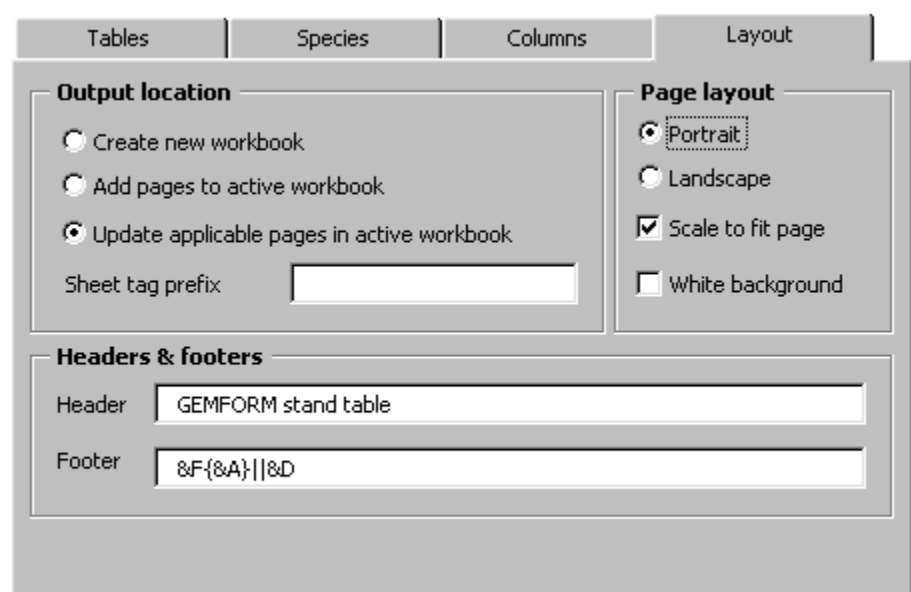 Tables Species Columns Layout
Output location
Create new workbook
Add pages to active workbook
Update applicable pages in active workbook
Sheet tag prefix
Page layout
Portrait
Landscape
Scale to fit page
White background
Headers & footers
Header GEMFORM stand table
Footer &F{&A}||&D